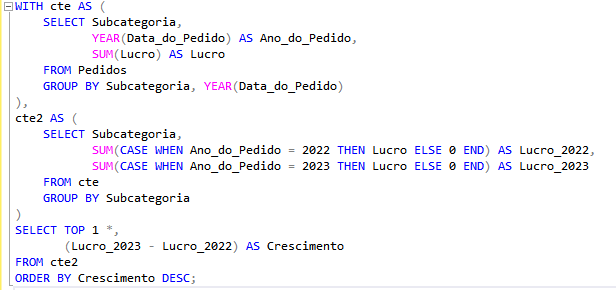 WITH cte AS (
    SELECT Subcategoria,
           YEAR(Data_do_Pedido) AS Ano_do_Pedido,
           SUM(Lucro) AS Lucro
    FROM Pedidos
    GROUP BY Subcategoria, YEAR(Data_do_Pedido)
),
cte2 AS (
    SELECT Subcategoria,
           SUM(CASE WHEN Ano_do_Pedido = 2022 THEN Lucro ELSE 0 END) AS Lucro_2022,
           SUM(CASE WHEN Ano_do_Pedido = 2023 THEN Lucro ELSE 0 END) AS Lucro_2023
    FROM cte
    GROUP BY Subcategoria
)
SELECT TOP 1 *,
       (Lucro_2023 - Lucro_2022) AS Crescimento
FROM cte2
ORDER BY Crescimento DESC;